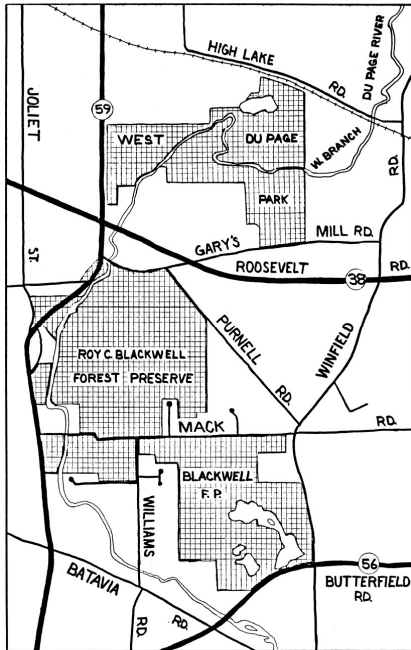 HIGH LAKE RD.
DU PAGE RIVER
W. BRANCH
JOLIET ST.
59
WEST DU PAGE PARK
RD.
GARY'S MILL RD.
ROOSEVELT RD.
38
ROY C. BLACKWELL
FOREST PRESERVE
PURNELL RD.
WINFIELD
MACK RD.
BLACKWELL
F.P.
WILLIAMS RD.
BATAVIA RD.
56
BUTTERFIELD
RD.